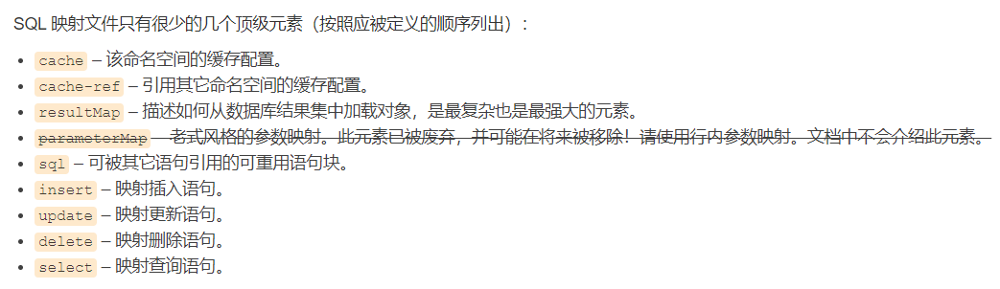 SQL 映射文件只有很少的几个顶级元素（按照应被定义的顺序列出）：
cache – 该命名空间的缓存配置。
cache-ref – 引用其它命名空间的缓存配置。
resultMap – 描述如何从数据库结果集中加载对象，是最复杂也是最强大的元素。
parameterMap – 老式风格的参数映射。此元素已被废弃，并可能在将来被移除！请使用行内参数映射。文档中不会介绍此元素。
sql – 可被其它语句引用的可重用语句块。
insert – 映射插入语句。
update – 映射更新语句。
delete – 映射删除语句。
select – 映射查询语句。